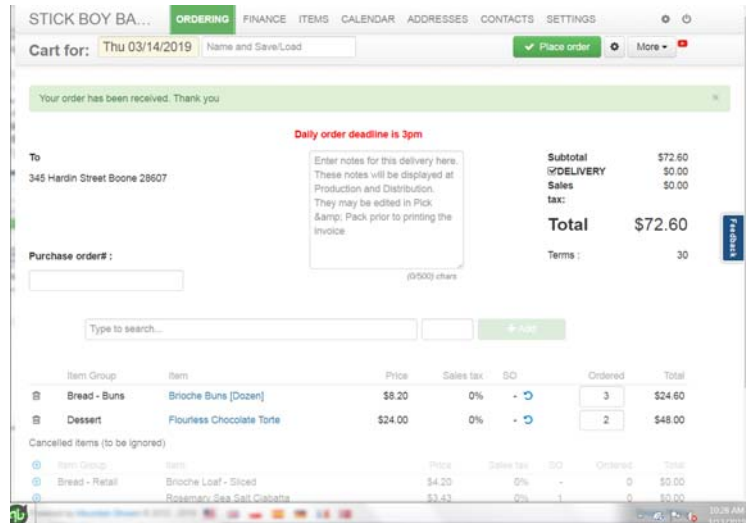 STICK BOY BA... ORDERING FINANCE ITEMS CALENDAR ADDRESSES CONTACTS SETTINGS
Cart for: Thu 03/14/2019 Name and Save/Load Place order More
Your order has been received. Thank you ×
Daily order deadline is 3pm
To
345 Hardin Street Boone 28607
Enter notes for this delivery here.
These notes will be displayed at
Production and Distribution.
They may be edited in Pick
&amp; Pack prior to printing the
Invoice
(0/500) chars
Subtotal $72.60
DELIVERY $0.00
Sales $0.00
tax:
Total $72.60
Terms : 30
Feedback
Purchase order# :
Type to search... + Add
Item Group Item Price Sales tax SO Ordered Total
Bread - Buns Brioche Buns [Dozen] $8.20 0% - 3 $24.60
Dessert Flourless Chocolate Torte $24.00 0% - 2 $48.00
Cancelled items (to be ignored)
Item Group Item Price Sales tax SO Ordered Total
Bread - Retail Brioche Loaf - Sliced $4.20 0% - 0 $0.00
Rosemary Sea Salt Ciabatta $3.43 0% 1 0 $0.00
10:26 AM